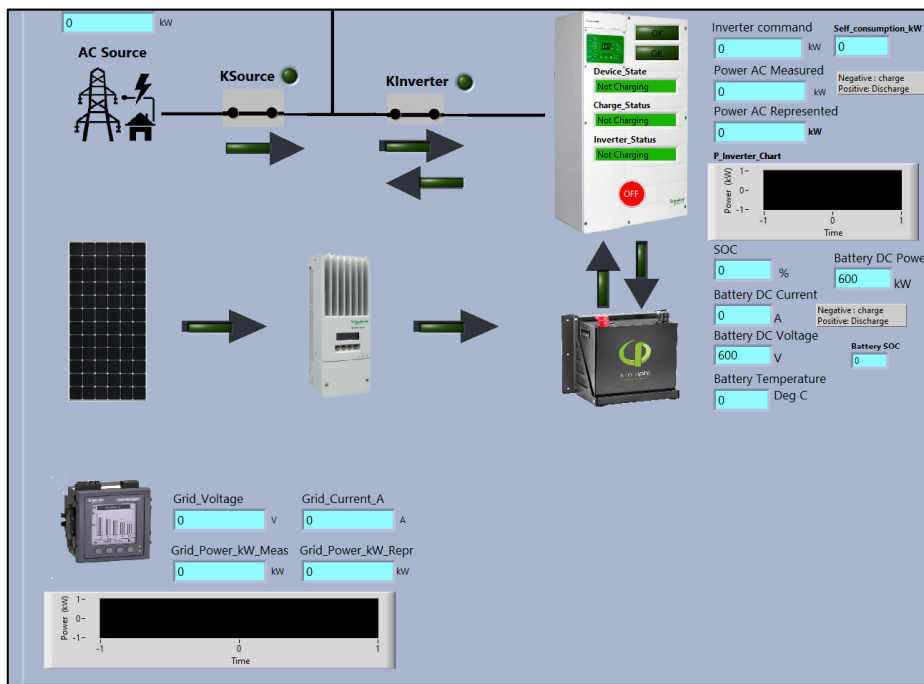 0 kW
AC Source
KSource
KInverter
OK
OK
Device_State
Not Charging
Charge_Status
Not Charging
Inverter_Status
Not Charging
OFF
Inverter command
0 kW
Self_consumption_kW
0
Power AC Measured
0 kW
Negative : charge
Positive: Discharge
Power AC Represented
0 kW
P_Inverter_Chart
Power (kW)
1
0
-1
-1 0 1
Time
SOC
0 %
Battery DC Power
600 kW
Battery DC Current
0 A
Negative : charge
Positive: Discharge
Battery DC Voltage
600 V
Battery SOC
0
Battery Temperature
0 Deg C
Grid_Voltage
0 V
Grid_Current_A
0 A
Grid_Power_kW_Meas
0 kW
Grid_Power_kW_Repr
0 kW
Power (kW)
1
0
-1
-1 0 1
Time